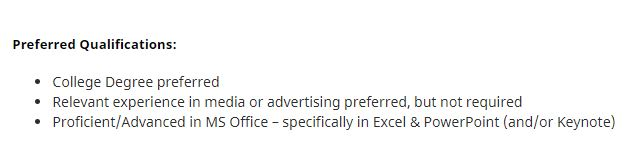 Preferred Qualifications:
• College Degree preferred
• Relevant experience in media or advertising preferred, but not required
• Proficient/Advanced in MS Office – specifically in Excel & PowerPoint (and/or Keynote)